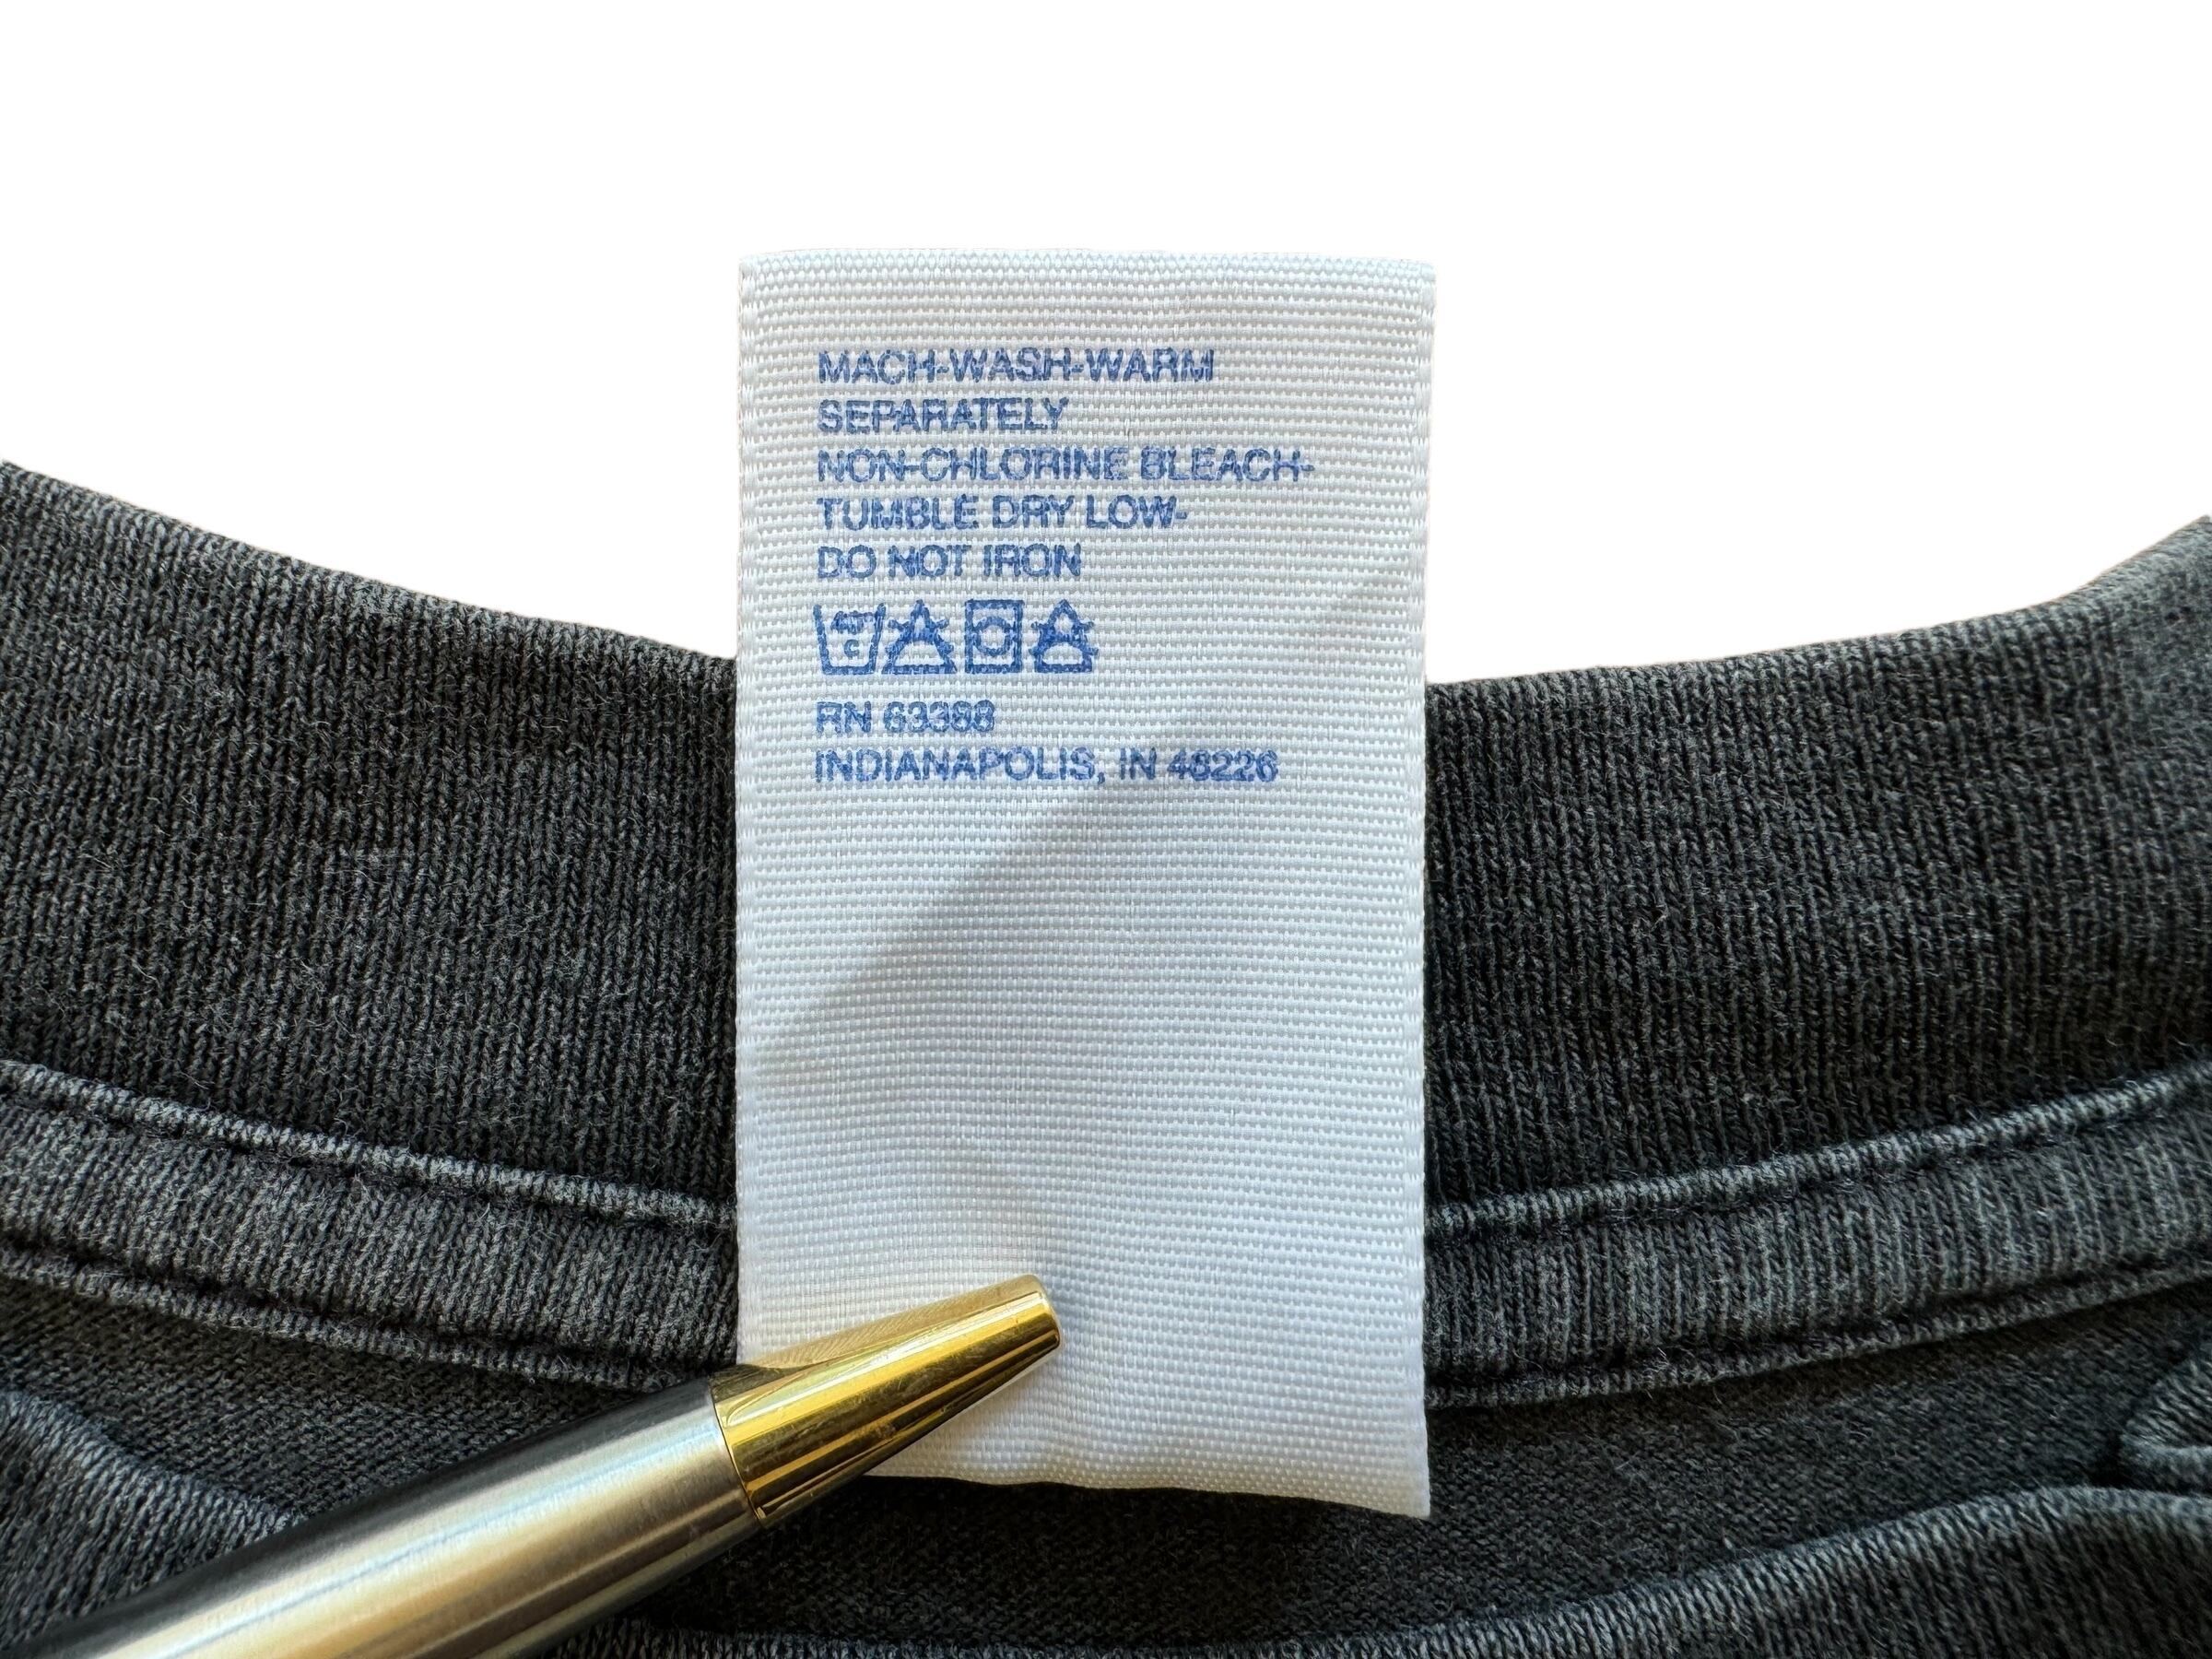 MACH-WASH-WARM
SEPARATELY
NON-CHLORINE BLEACH-
TUMBLE DRY LOW-
DO NOT IRON
C
RN 63388
INDIANAPOLIS, IN 46226